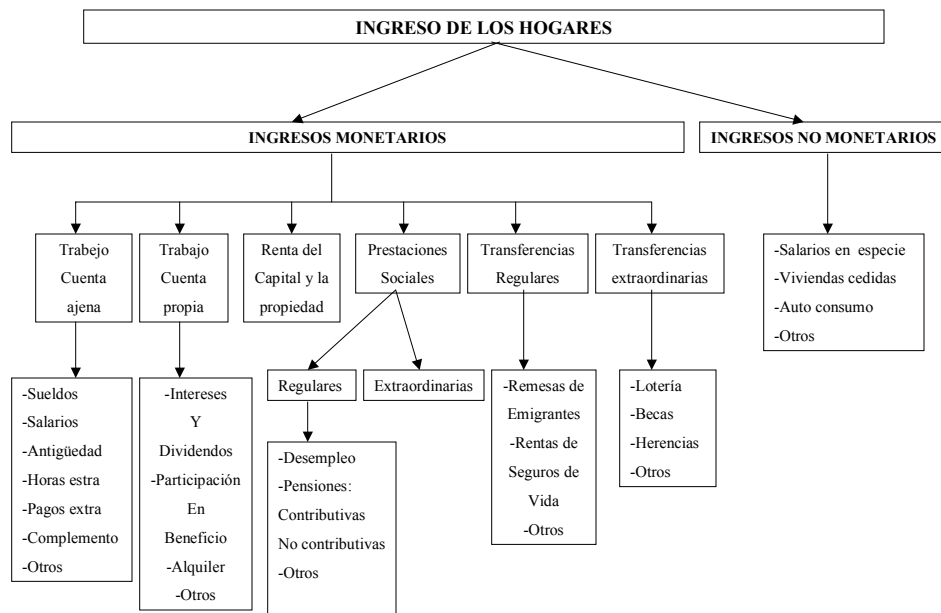 INGRESO DE LOS HOGARES
INGRESOS MONETARIOS
INGRESOS NO MONETARIOS
Trabejo
Cuenta
ajena
Trabajo
Cuenta
propia
Renta del
Capital y la
propiedad
Prestaciones
Sociales
Transferencias
Regulares
Transferencias
extraordinarias
-Salarios en especie
-Viviendas cedidas
-Auto consumo
-Otros
-Sueldos
-Salarios
-Antigüedad
-Horas estra
-Pagos extra
-Complemento
-Otros
-Intereses
Y
Dividendos
-Participación
En
Beneficio
-Alquiler
-Otros
Regulares
Extraordinarias
-Desempleo
-Pensiones:
Contributivas
No contributivas
-Otros
-Remesas de
Emigrantes
-Rentas de
Seguros de
Vida
-Otros
-Lotería
-Becas
-Herencias
-Otros